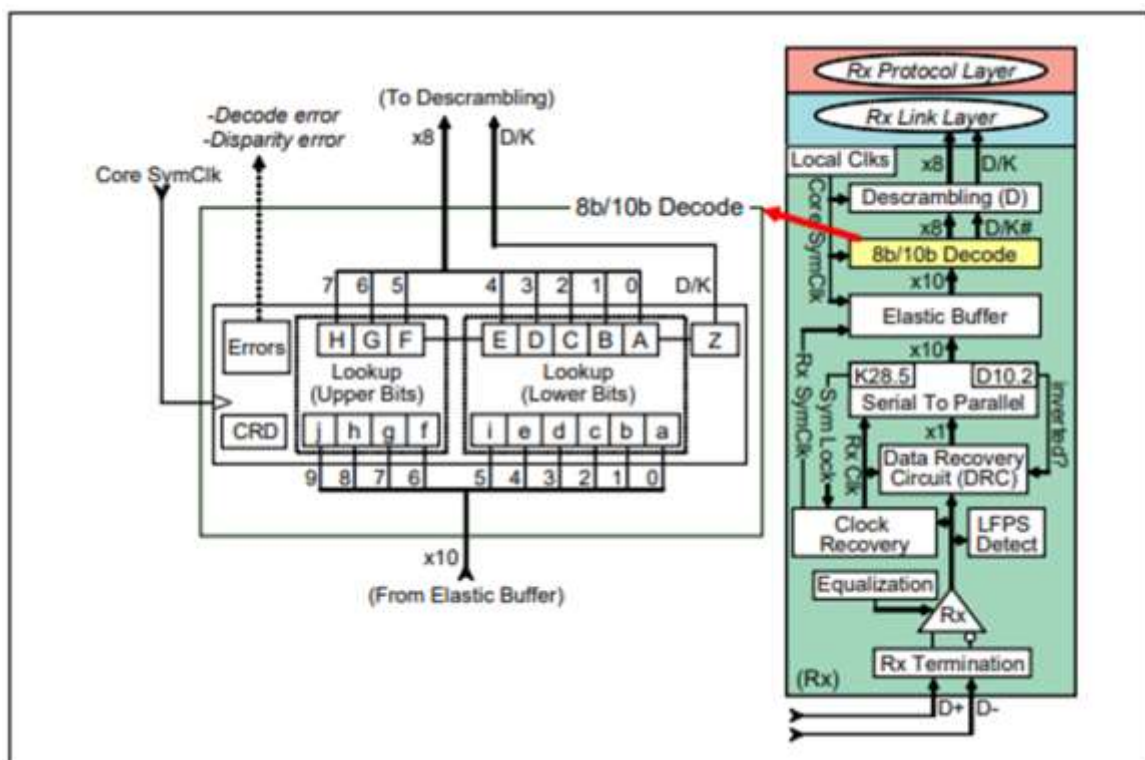 -Decode error
-Disparity error
Core SymClk
(To Descrambling)
x8
D/K
8b/10b Decode
7 6 5 4 3 2 1 0 D/K
Errors
H G F E D C B A Z
Lookup
(Upper Bits)
Lookup
(Lower Bits)
CRD
j h g f i e d c b a
9 8 7 6 5 4 3 2 1 0
x10
(From Elastic Buffer)
Rx Protocol Layer
Rx Link Layer
Local Clks
x8
D/K
Core SymClk
Descrambling (D)
x8
D/K#
8b/10b Decode
x10
Elastic Buffer
x10
Rx SymClk
K28.5
D10.2
Serial To Parallel
Sym Lock
Rx Clk
x1
inverted?
Data Recovery
Circuit (DRC)
Clock
Recovery
LFPS
Detect
Equalization
Rx
Rx Termination
(Rx)
D+
D-